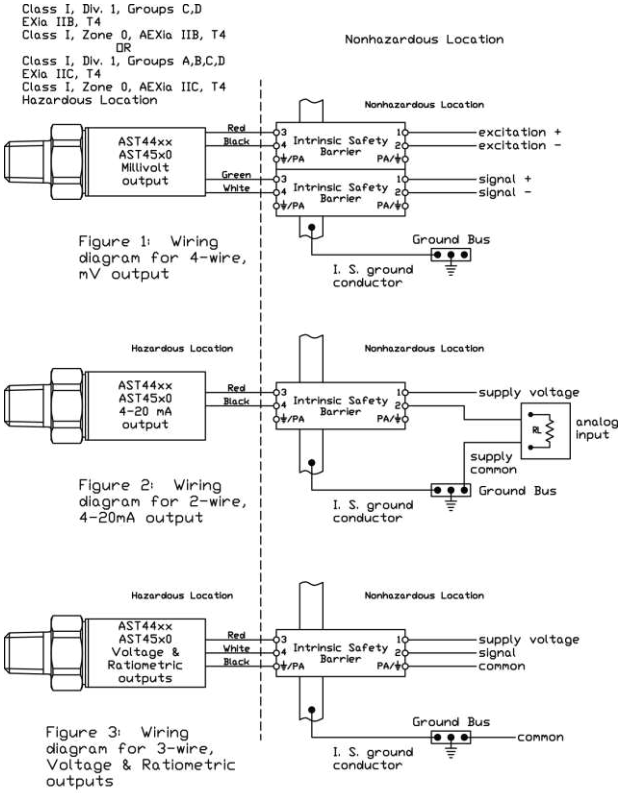 Class I, Div. 1, Groups C,D
EXia IIB, T4
Class I, Zone 0, AEXia IIB, T4
OR
Class I, Div. 1, Groups A,B,C,D
EXia IIC, T4
Class I, Zone 0, AEXia IIC, T4
Hazardous Location
Nonhazardous Location
Nonhazardous Location
AST44xx
AST45x0
Millivolt
output
Red
Black
Green
White
3
4
⏚/PA
Intrinsic Safety
Barrier
1
2
PA/⏚
3
4
⏚/PA
Intrinsic Safety
Barrier
1
2
PA/⏚
excitation +
excitation -
signal +
signal -
Ground Bus
I. S. ground
conductor
Figure 1: Wiring
diagram for 4-wire,
mV output
Hazardous Location
Nonhazardous Location
AST44xx
AST45x0
4-20 mA
output
Red
Black
3
4
⏚/PA
Intrinsic Safety
Barrier
1
2
PA/⏚
supply voltage
RL
analog
input
supply
common
Ground Bus
I. S. ground
conductor
Figure 2: Wiring
diagram for 2-wire,
4-20mA output
Hazardous Location
Nonhazardous Location
AST44xx
AST45x0
Voltage &
Ratiometric
outputs
Red
White
Black
3
4
⏚/PA
Intrinsic Safety
Barrier
1
2
PA/⏚
supply voltage
signal
common
Ground Bus
common
I. S. ground
conductor
Figure 3: Wiring
diagram for 3-wire,
Voltage & Ratiometric
outputs